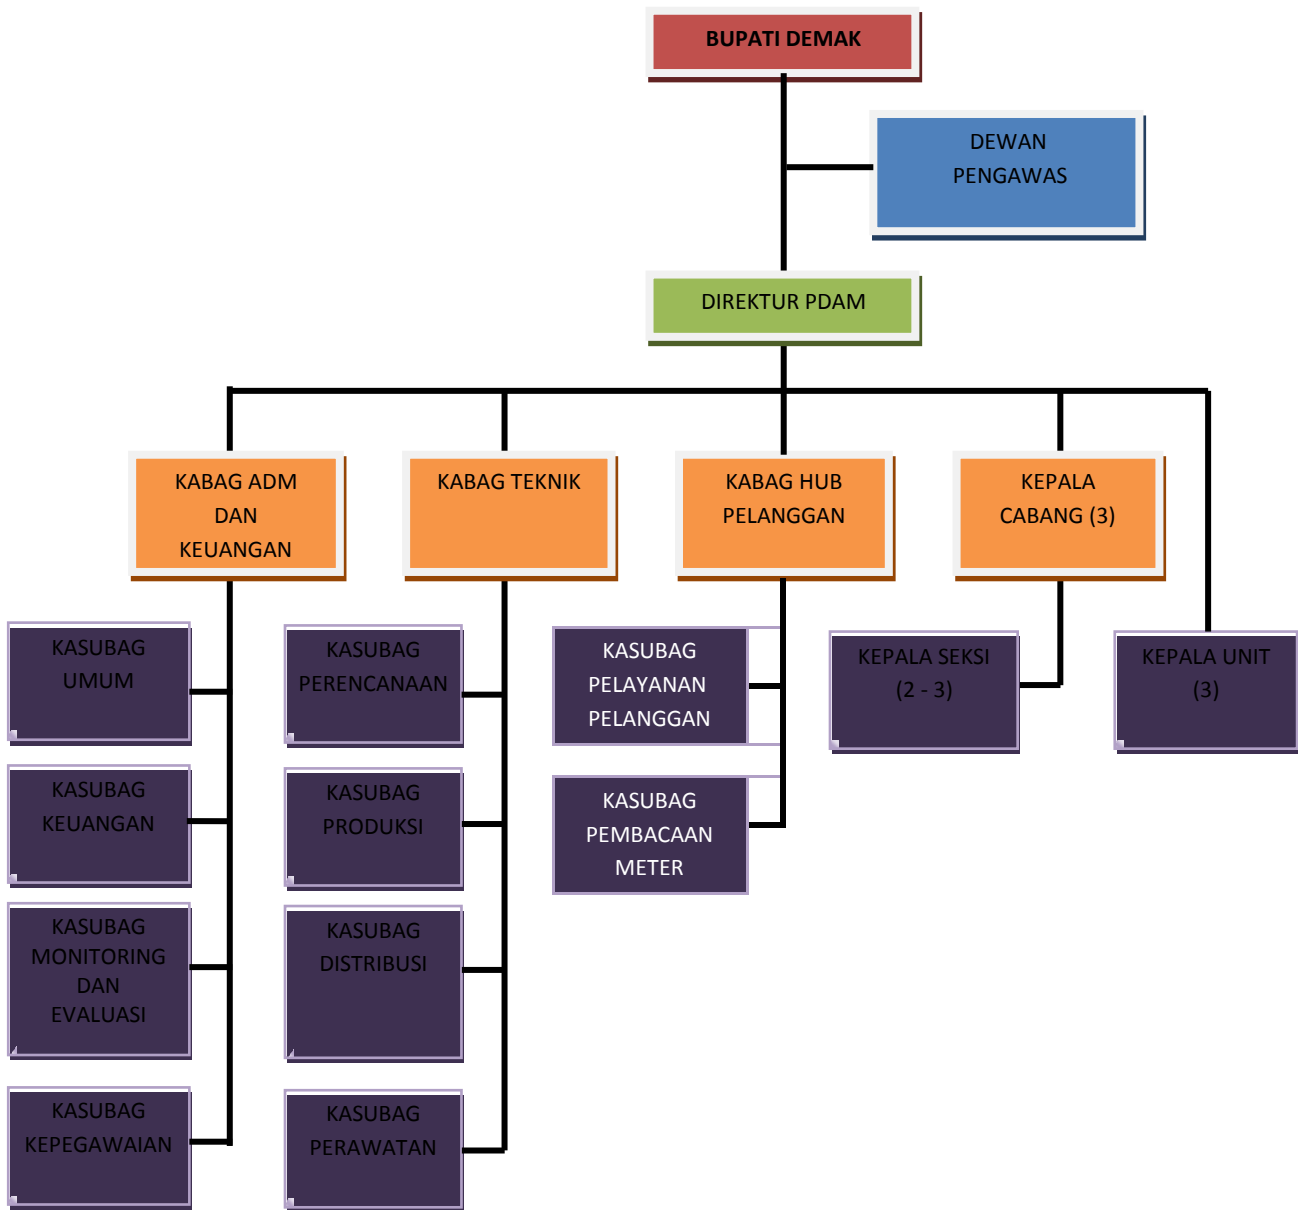 BUPATI DEMAK
DEWAN
PENGAWAS
DIREKTUR PDAM
KABAG ADM
DAN
KEUANGAN
KABAG TEKNIK
KABAG HUB
PELANGGAN
KEPALA
CABANG (3)
KASUBAG
UMUM
KASUBAG
PERENCANAAN
KASUBAG
PELAYANAN
PELANGGAN
KEPALA SEKSI
(2 - 3)
KEPALA UNIT
(3)
KASUBAG
KEUANGAN
KASUBAG
PRODUKSI
KASUBAG
PEMBACAAN
METER
KASUBAG
MONITORING
DAN
EVALUASI
KASUBAG
DISTRIBUSI
KASUBAG
KEPEGAWAIAN
KASUBAG
PERAWATAN